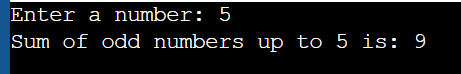 Enter a number: 5
Sum of odd numbers up to 5 is: 9